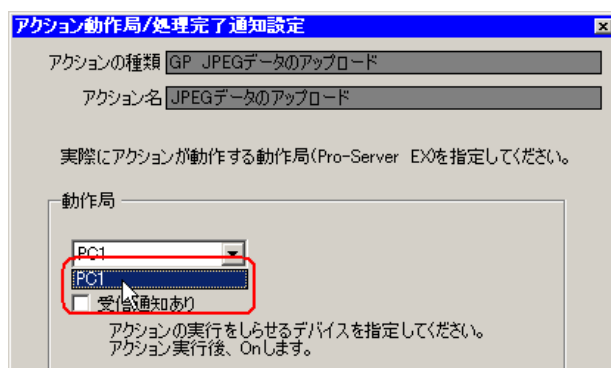 アクション動作局/処理完了通知設定
アクションの種類 GP JPEGデータのアップロード
アクション名 JPEGデータのアップロード
実際にアクションが動作する動作局(Pro-Server EX)を指定してください。
動作局
PC1
PC1
受信通知あり
アクションの実行をしらせるデバイスを指定してください。
アクション実行後、Onします。